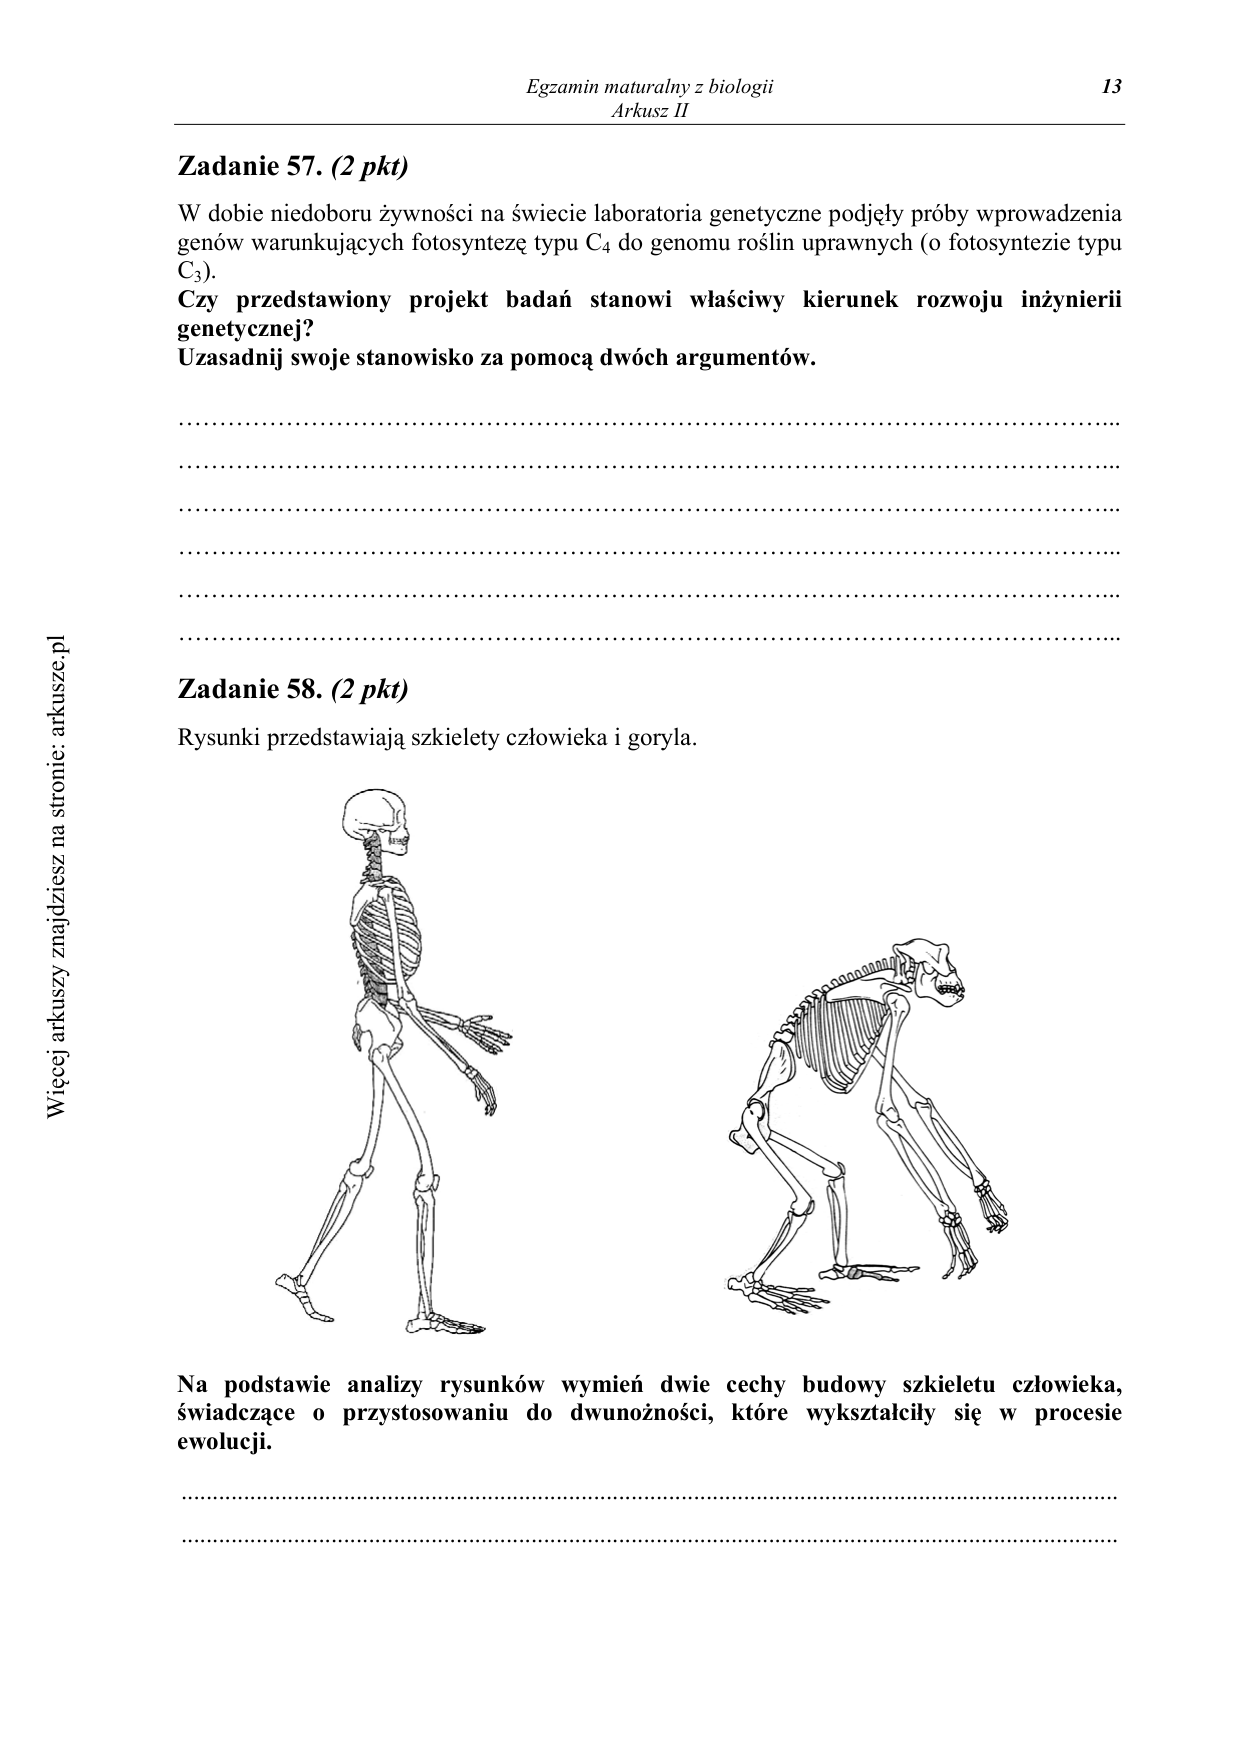 Egzamin maturalny z biologii
Arkusz II
13
Zadanie 57. (2 pkt)
W dobie niedoboru żywności na świecie laboratoria genetyczne podjęły próby wprowadzenia
genów warunkujących fotosyntezę typu C4 do genomu roślin uprawnych (o fotosyntezie typu
C3).
Czy przedstawiony projekt badań stanowi właściwy kierunek rozwoju inżynierii
genetycznej?
Uzasadnij swoje stanowisko za pomocą dwóch argumentów.
Zadanie 58. (2 pkt)
Rysunki przedstawiają szkielety człowieka i goryla.
Na podstawie analizy rysunków wymień dwie cechy budowy szkieletu człowieka,
świadczące o przystosowaniu do dwunożności, które wykształciły się w procesie
ewolucji.
Więcej arkuszy znajdziesz na stronie: arkusze.pl